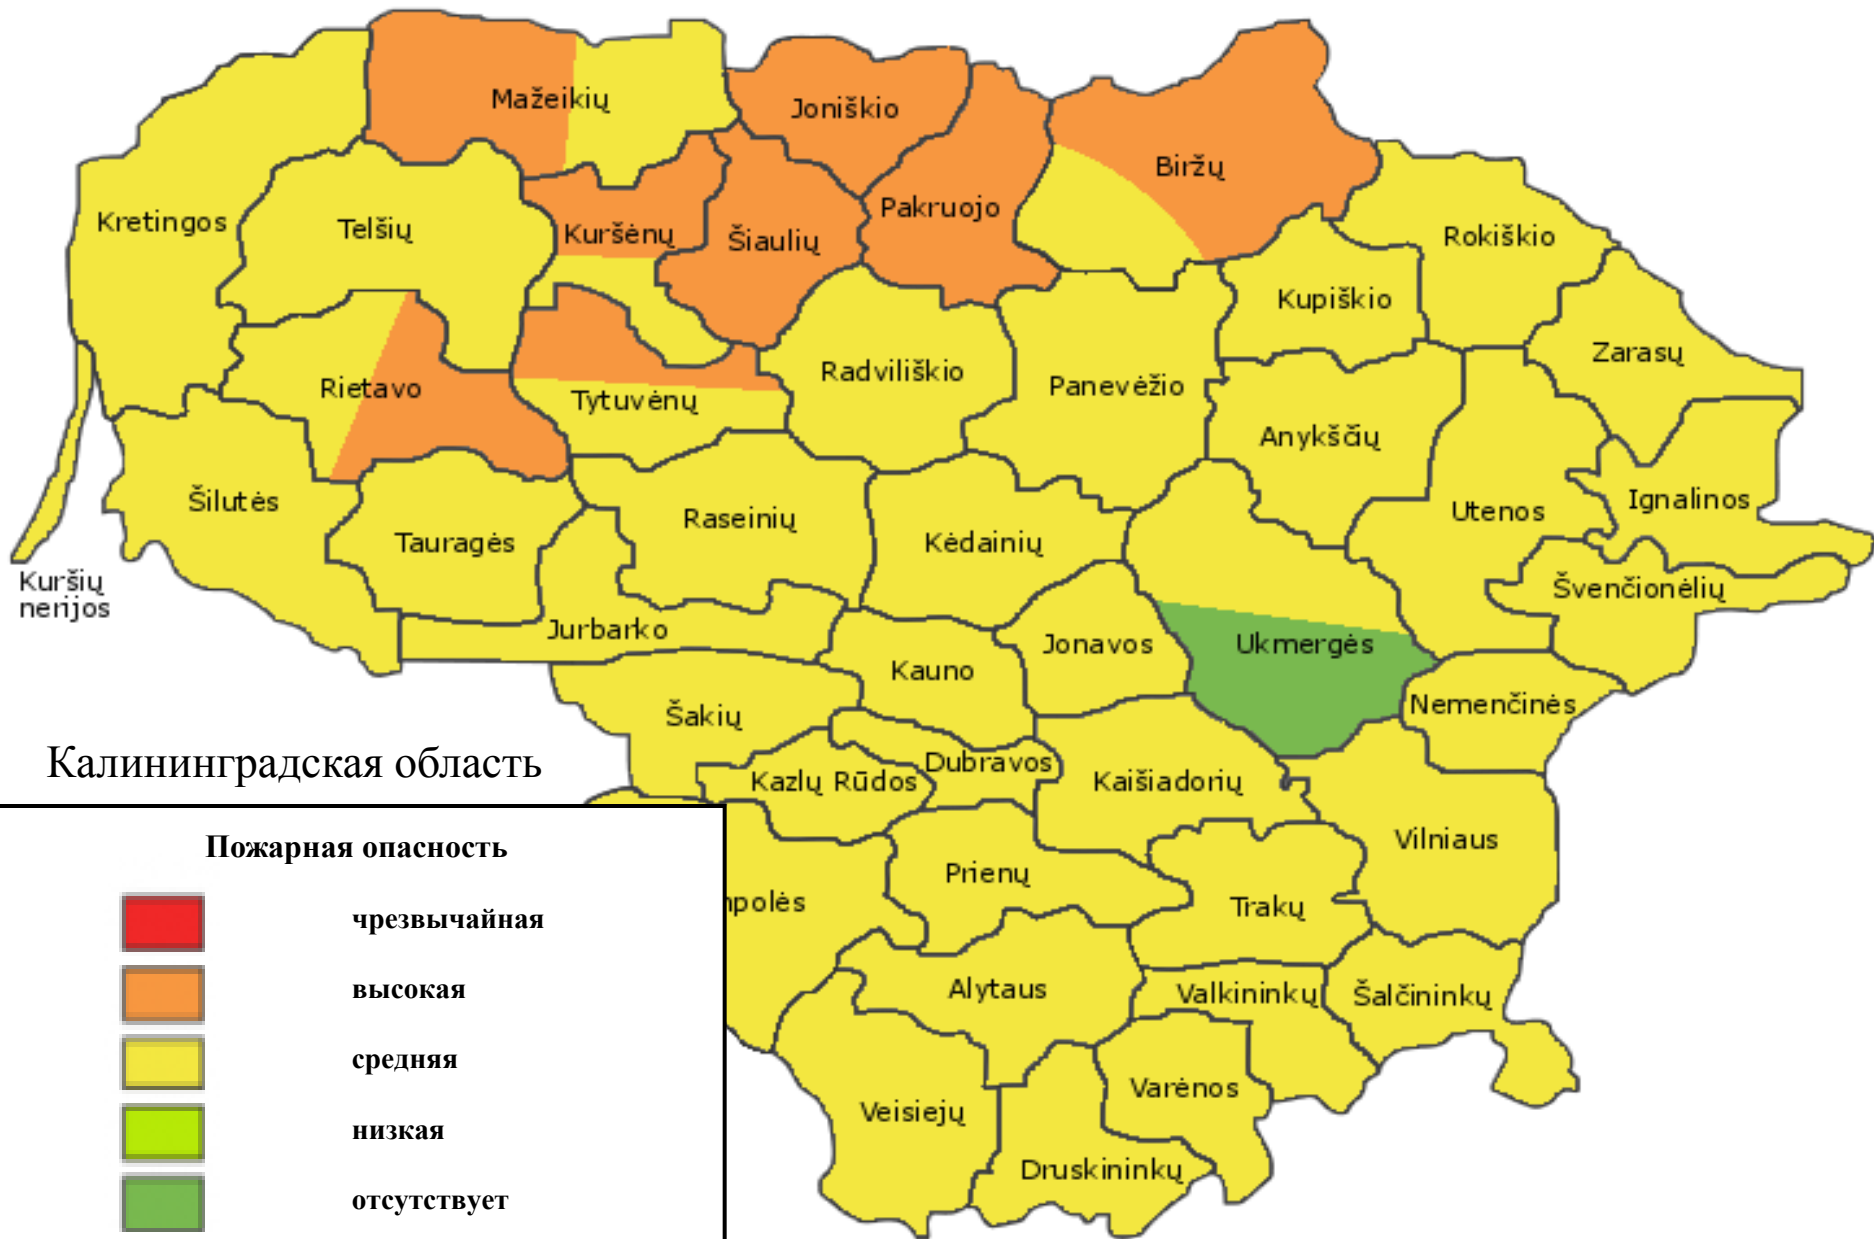 Mažeikių
Joniškio
Biržų
Kretingos
Telšių
Kuršėnų
Šiaulių
Pakruojo
Rokiškio
Kupiškio
Zarasų
Rietavo
Tytuvėnų
Radviliškio
Panevėžio
Anykščių
Šilutės
Tauragės
Raseinių
Kėdainių
Utenos
Ignalinos
Kuršių
nerijos
Švenčionėlių
Jurbarko
Jonavos
Ukmergės
Kauno
Šakių
Nemenčinės
Калининградская область
Kazlų Rūdos
Dubravos
Kaišiadorių
Vilniaus
Prienų
Trakų
mpolės
Alytaus
Valkininkų
Šalčininkų
Varėnos
Veisiejų
Druskininkų
Пожарная опасность
чрезвычайная
высокая
средняя
низкая
отсутствует